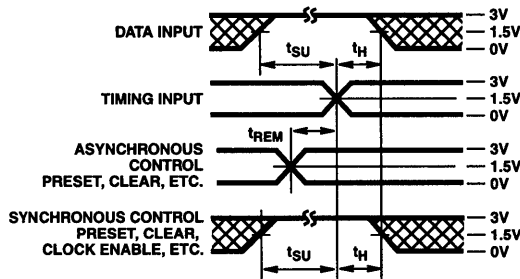 DATA INPUT
3V
1.5V
0V
tSU
tH
TIMING INPUT
3V
1.5V
0V
tREM
ASYNCHRONOUS
CONTROL
PRESET, CLEAR, ETC.
3V
1.5V
0V
SYNCHRONOUS CONTROL
PRESET, CLEAR,
CLOCK ENABLE, ETC.
3V
1.5V
0V
tSU
tH